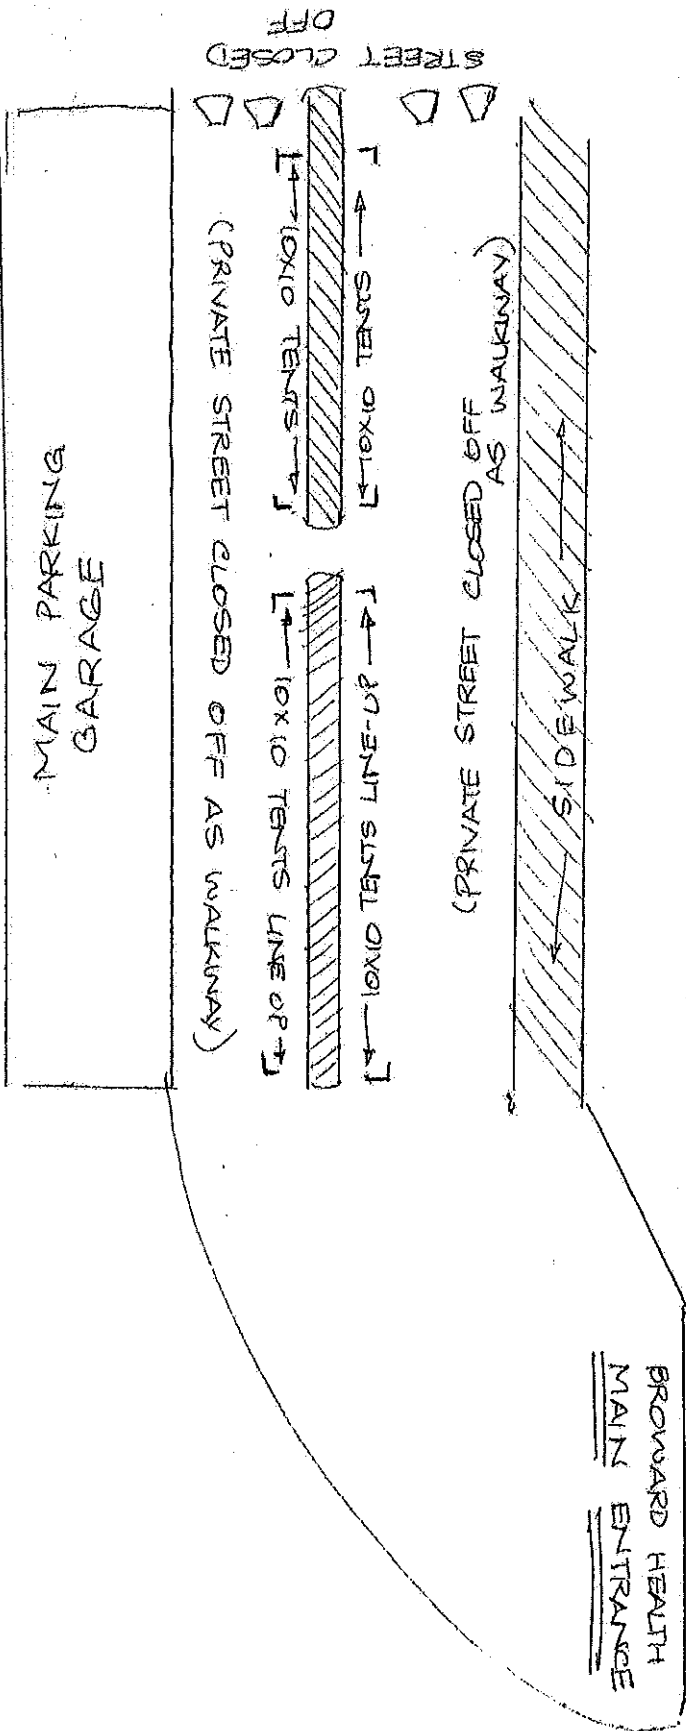 STREET CLOSED
OFF
BROWARD HEALTH
MAIN ENTRANCE
SIDEWALK
(PRIVATE STREET CLOSED OFF
AS WALKWAY)
10X10 TENTS
10X10 TENTS LINE-UP
10X10 TENTS
10X10 TENTS LINE UP
(PRIVATE STREET CLOSED OFF AS WALKWAY)
MAIN PARKING
GARAGE